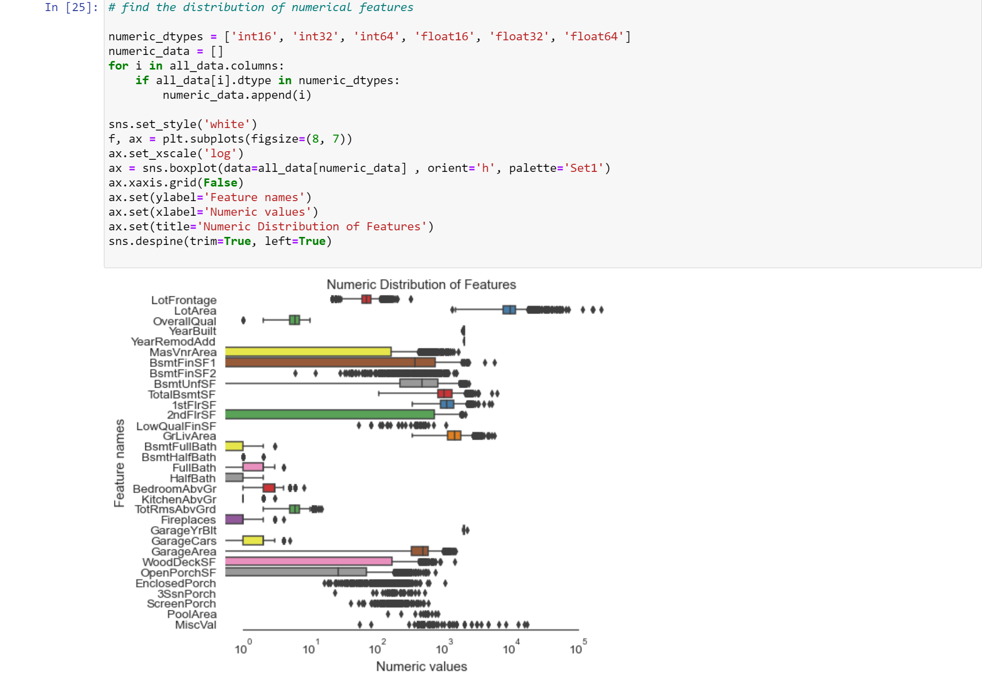 In [25]: # find the distribution of numerical features
numeric_dtypes = ['int16', 'int32', 'int64', 'float16', 'float32', 'float64']
numeric_data = []
for i in all_data.columns:
    if all_data[i].dtype in numeric_dtypes:
        numeric_data.append(i)
sns.set_style('white')
f, ax = plt.subplots(figsize=(8, 7))
ax.set_xscale('log')
ax = sns.boxplot(data=all_data[numeric_data] , orient='h', palette='Set1')
ax.xaxis.grid(False)
ax.set(ylabel='Feature names')
ax.set(xlabel='Numeric values')
ax.set(title='Numeric Distribution of Features')
sns.despine(trim=True, left=True)
Numeric Distribution of Features
Feature names
LotFrontage
LotArea
OverallQual
YearBuilt
YearRemodAdd
MasVnrArea
BsmtFinSF1
BsmtFinSF2
BsmtUnfSF
TotalBsmtSF
1stFlrSF
2ndFlrSF
LowQualFinSF
GrLivArea
BsmtFullBath
BsmtHalfBath
FullBath
HalfBath
BedroomAbvGr
KitchenAbvGr
TotRmsAbvGrd
Fireplaces
GarageYrBlt
GarageCars
GarageArea
WoodDeckSF
OpenPorchSF
EnclosedPorch
3SsnPorch
ScreenPorch
PoolArea
MiscVal
10^0 10^1 10^2 10^3 10^4 10^5
Numeric values